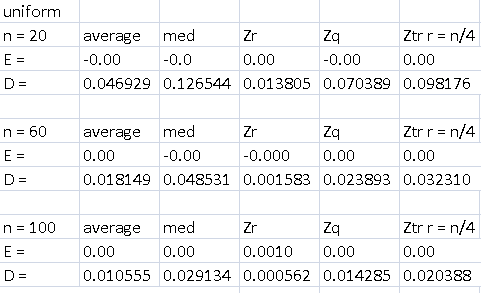 uniform
n = 20 average med Zr Zq Ztr r = n/4
E = -0.00 -0.0 0.00 -0.00 0.00
D = 0.046929 0.126544 0.013805 0.070389 0.098176
n = 60 average med Zr Zq Ztr r = n/4
E = 0.00 -0.00 -0.000 0.00 0.00
D = 0.018149 0.048531 0.001583 0.023893 0.032310
n = 100 average med Zr Zq Ztr r = n/4
E = 0.00 0.00 0.0010 0.00 0.00
D = 0.010555 0.029134 0.000562 0.014285 0.020388